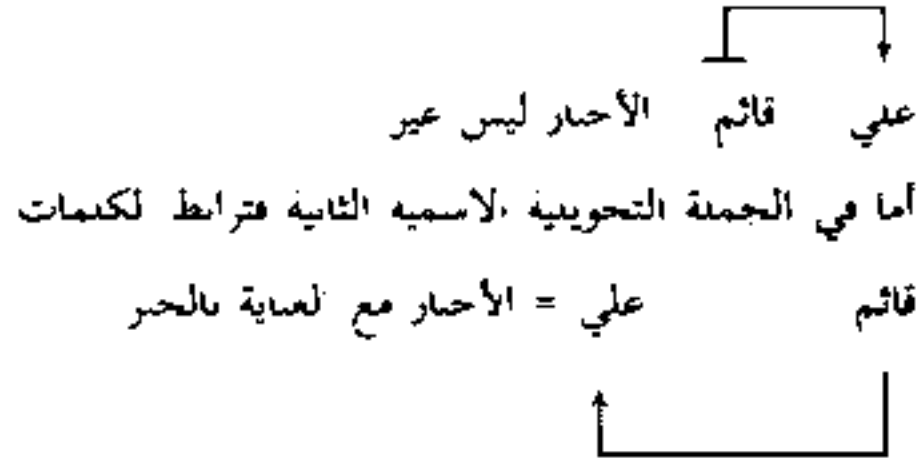 علي قائم الأخبار ليس غير
أما في الجملة التحويلية الاسمية الثانية فترابط الكلمات
قائم علي = الأخبار مع العناية بالخبر